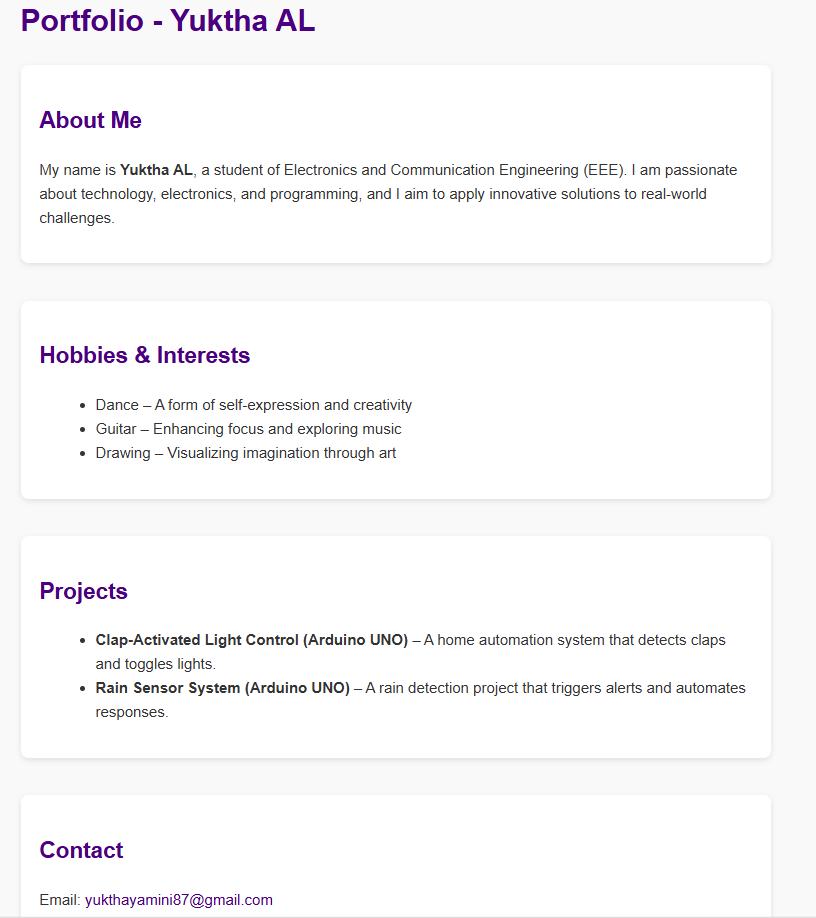 Portfolio - Yuktha AL
About Me
My name is Yuktha AL, a student of Electronics and Communication Engineering (EEE). I am passionate
about technology, electronics, and programming, and I aim to apply innovative solutions to real-world
challenges.
Hobbies & Interests
• Dance – A form of self-expression and creativity
• Guitar – Enhancing focus and exploring music
• Drawing – Visualizing imagination through art
Projects
• Clap-Activated Light Control (Arduino UNO) – A home automation system that detects claps
and toggles lights.
• Rain Sensor System (Arduino UNO) – A rain detection project that triggers alerts and automates
responses.
Contact
Email: yukthayamini87@gmail.com